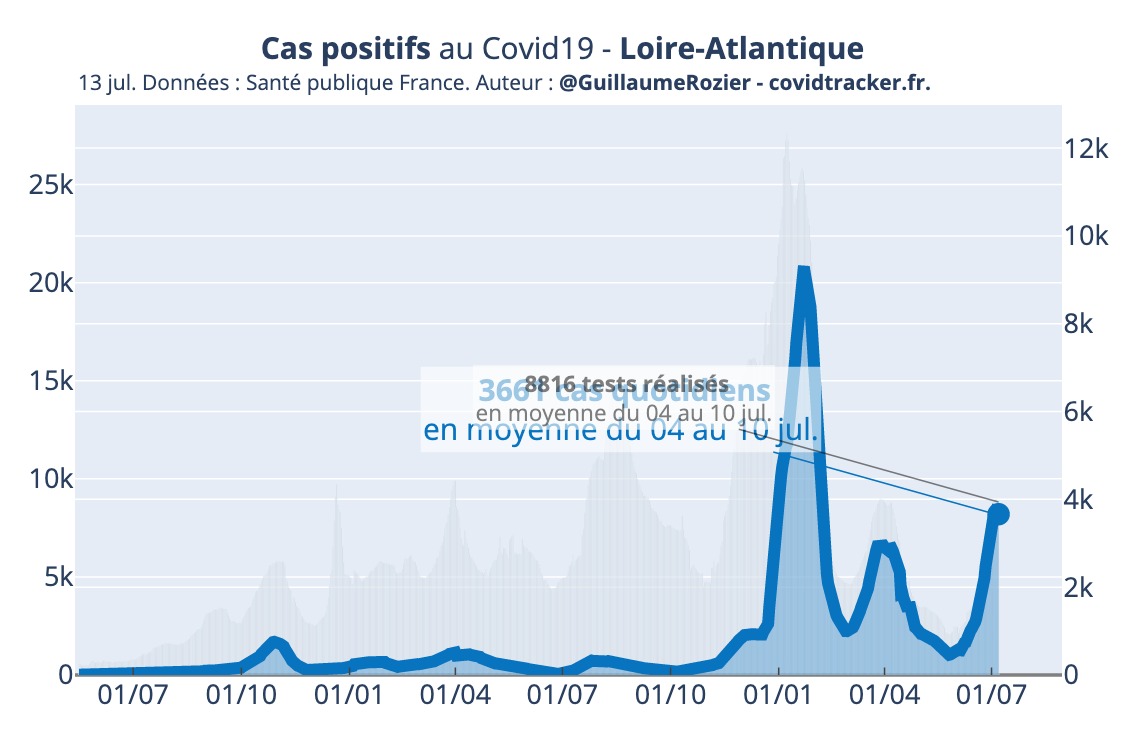 Cas positifs au Covid19 - Loire-Atlantique
13 jul. Données : Santé publique France. Auteur : @GuillaumeRozier - covidtracker.fr.
12k
25k
10k
20k
8k
15k
8816 tests réalisés
3661 cas quotidiens
en moyenne du 04 au 10 jul.
6k
en moyenne du 04 au 10 jul.
10k
4k
5k
2k
0
0
01/07 01/10 01/01 01/04 01/07 01/10 01/01 01/04 01/07